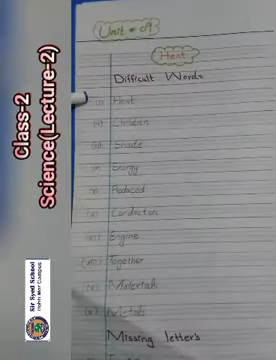 Class-2
Science(Lecture-2)
Sir Syed School
Unit # 09
Heat
Difficult Words
(i) Heat
(ii) Children
(iii) Shade
(iv) Energy
(v) Produced
(vi) Conduction
(vii) Engine
(viii) Together
(ix) Materials
(x) Metals
Missing letter's